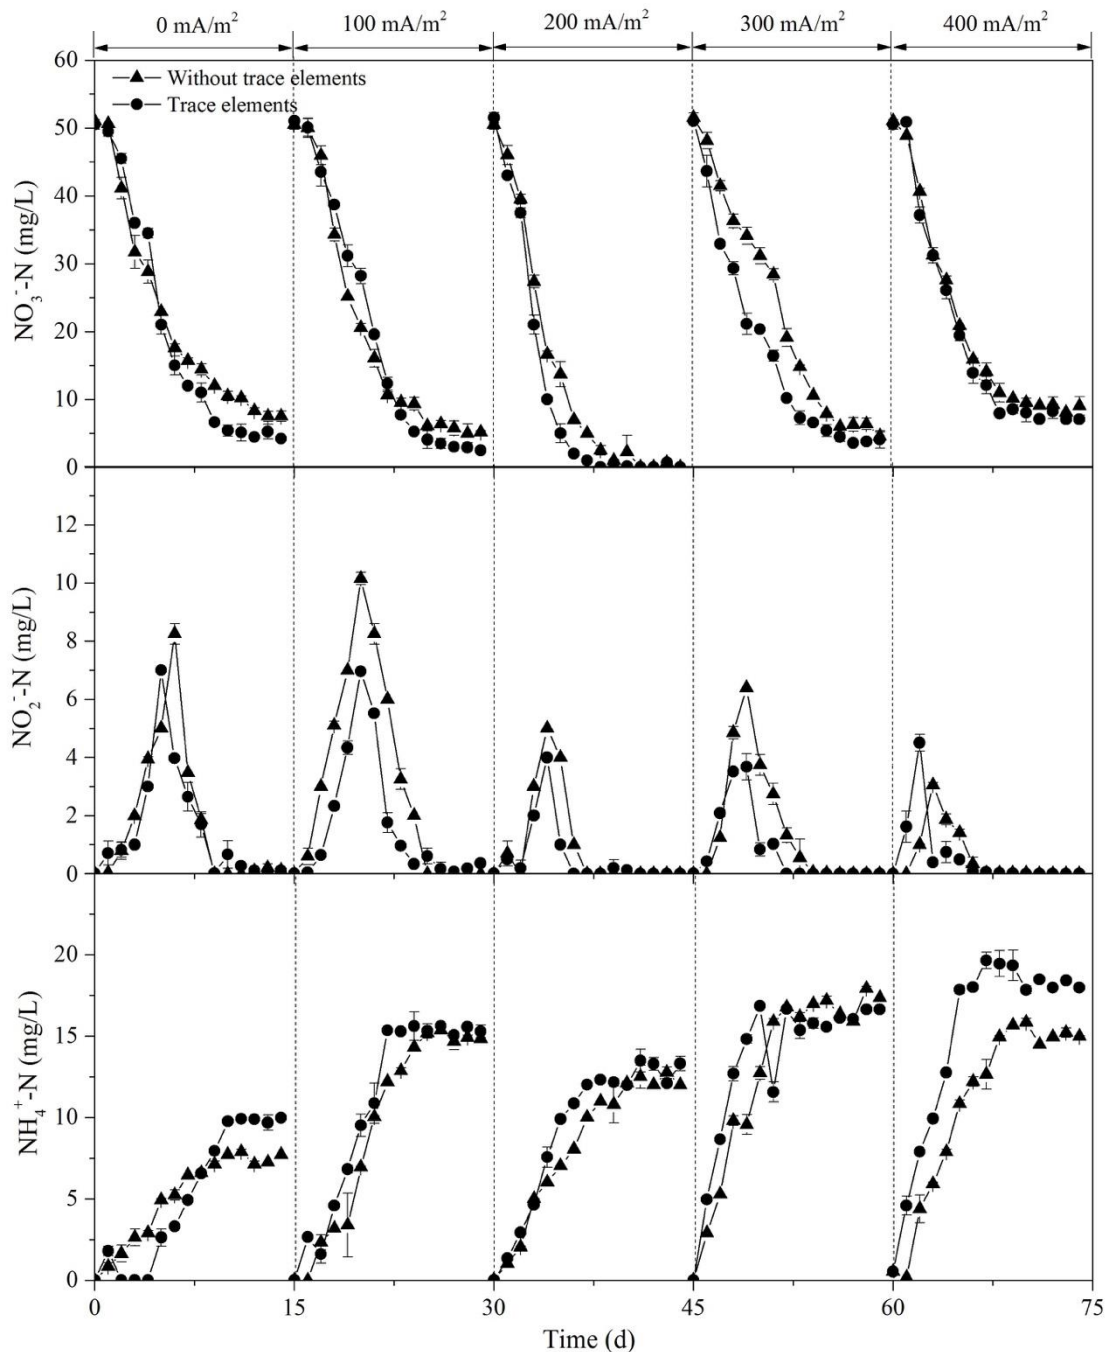 0 mA/m² 100 mA/m² 200 mA/m² 300 mA/m² 400 mA/m²
60
Without trace elements
Trace elements
50
40
30
20
10
0
NO₃⁻-N (mg/L)
12
10
8
6
4
2
0
NO₂⁻-N (mg/L)
20
15
10
5
0
NH₄⁺-N (mg/L)
0 15 30 45 60 75
Time (d)